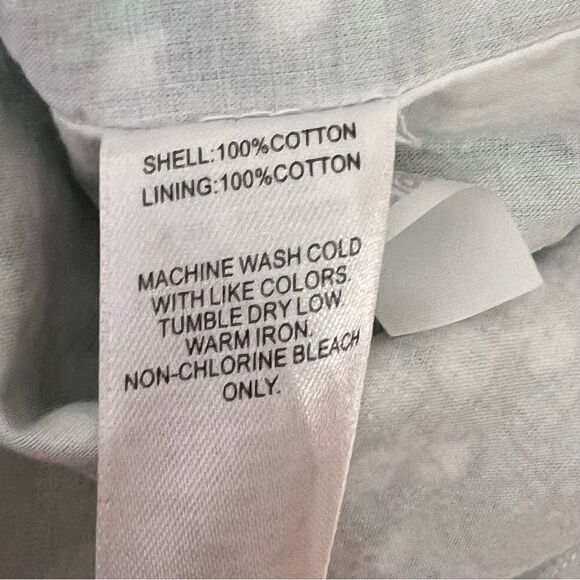 SHELL:100%COTTON
LINING:100%COTTON
MACHINE WASH COLD
WITH LIKE COLORS.
TUMBLE DRY LOW.
WARM IRON.
NON-CHLORINE BLEACH
ONLY.